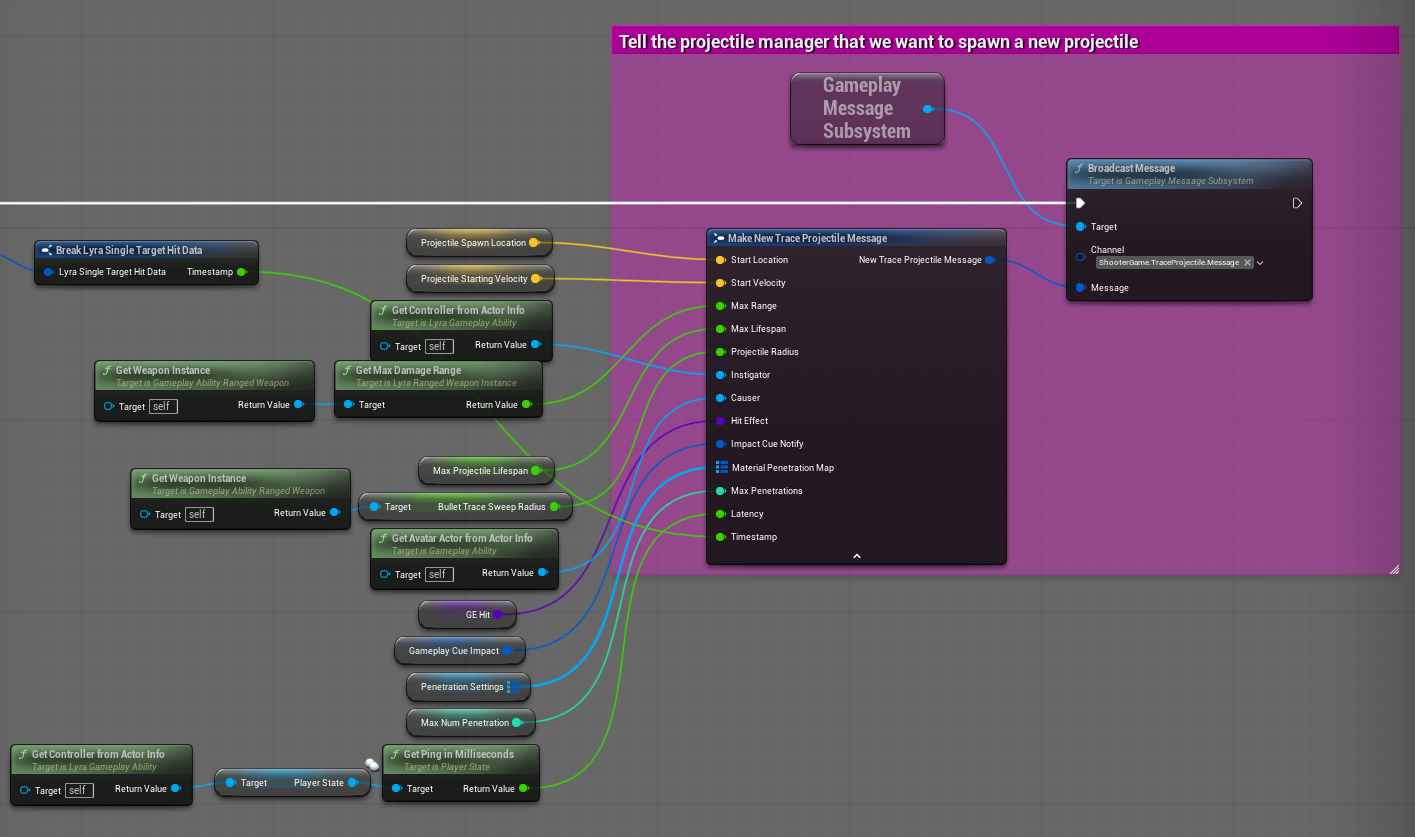 Tell the projectile manager that we want to spawn a new projectile
Gameplay
Message
Subsystem
Broadcast Message
Target is Gameplay Message Subsystem
Target
Channel
ShooterGame.TraceProjectile.Message
Message
Break Lyra Single Target Hit Data
Lyra Single Target Hit Data Timestamp
Projectile Spawn Location
Projectile Starting Velocity
Get Controller from Actor Info
Target is Lyra Gameplay Ability
Target self Return Value
Get Weapon Instance
Target is Gameplay Ability Ranged Weapon
Target self Return Value
Get Max Damage Range
Target is Lyra Ranged Weapon Instance
Target Return Value
Max Projectile Lifespan
Get Weapon Instance
Target is Gameplay Ability Ranged Weapon
Target self Return Value
Target Bullet Trace Sweep Radius
Get Avatar Actor from Actor Info
Target is Gameplay Ability
Target self Return Value
GE Hit
Gameplay Cue Impact
Penetration Settings
Max Num Penetration
Get Controller from Actor Info
Target is Lyra Gameplay Ability
Target self Return Value
Target Player State
Get Ping in Milliseconds
Target is Player State
Target Return Value
Make New Trace Projectile Message
Start Location New Trace Projectile Message
Start Velocity
Max Range
Max Lifespan
Projectile Radius
Instigator
Causer
Hit Effect
Impact Cue Notify
Material Penetration Map
Max Penetrations
Latency
Timestamp